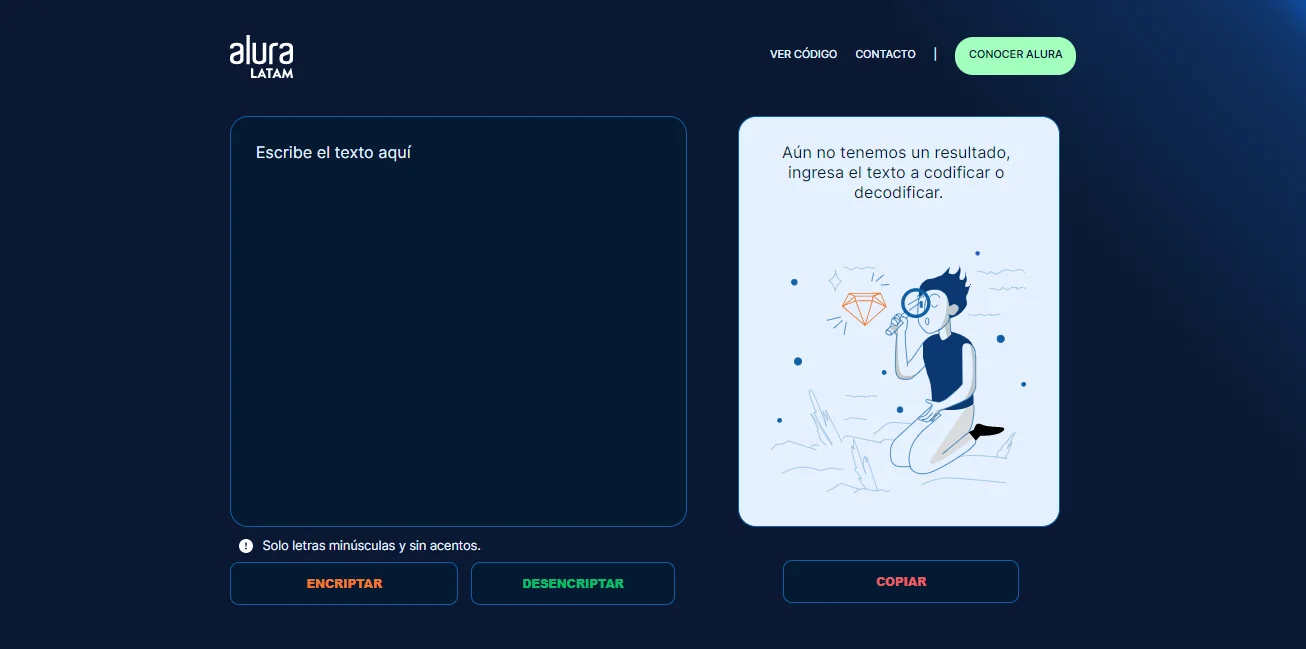 alura
LATAM
VER CÓDIGO CONTACTO | CONOCER ALURA
Escribe el texto aquí
Aún no tenemos un resultado,
ingresa el texto a codificar o
decodificar.
Solo letras minúsculas y sin acentos.
ENCRIPTAR DESENCRIPTAR COPIAR